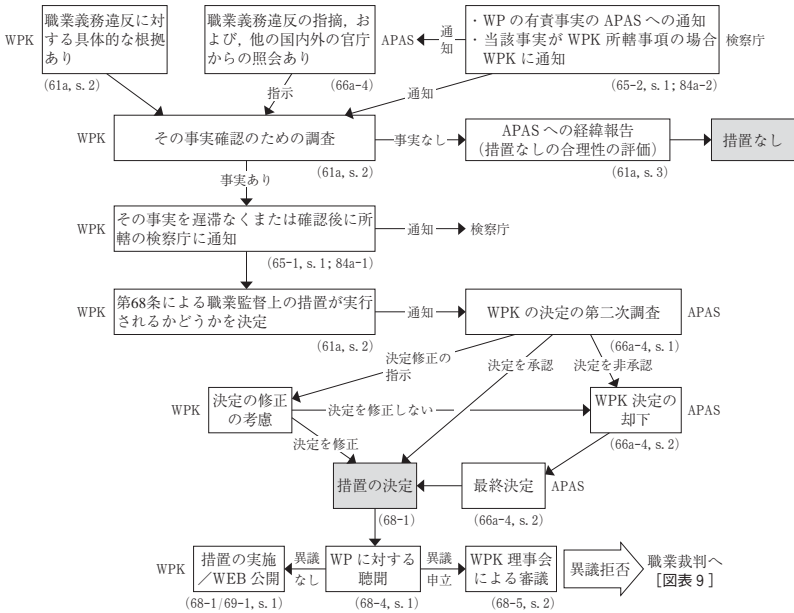 WPK
職業義務違反に
対する具体的な根拠
あり
(61a, s. 2)
職業義務違反の指摘，お
よび，他の国内外の官庁
からの照会あり
APAS
(66a-4)
通
知
・WP の有責事実の APAS への通知
・当該事実が WPK 所轄事項の場合
WPK に通知
検察庁
(65-2, s. 1; 84a-2)
指示
通知
WPK
その事実確認のための調査
(61a, s. 2)
事実なし
APAS への経緯報告
（措置なしの合理性の評価）
(61a, s. 3)
措置なし
事実あり
WPK
その事実を遅滞なくまたは確認後に所
轄の検察庁に通知
(65-1, s. 1; 84a-1)
通知
検察庁
WPK
第68条による職業監督上の措置が実行
されるかどうかを決定
(61a, s. 2)
通知
WPK の決定の第二次調査
APAS
(66a-4, s. 1)
決定修正の
指示
決定を承認
決定を非承認
WPK
決定の修正
の考慮
決定を修正しない
WPK 決定の
却下
APAS
(66a-4, s. 2)
決定を修正
措置の決定
(68-1)
最終決定
APAS
(66a-4, s. 2)
WPK
措置の実施
／WEB 公開
(68-1/69-1, s. 1)
異議
なし
WP に対する
聴聞
(68-4, s. 1)
異議
申立
WPK 理事会
による審議
(68-5, s. 2)
異議拒否
職業裁判へ
［図表 9］